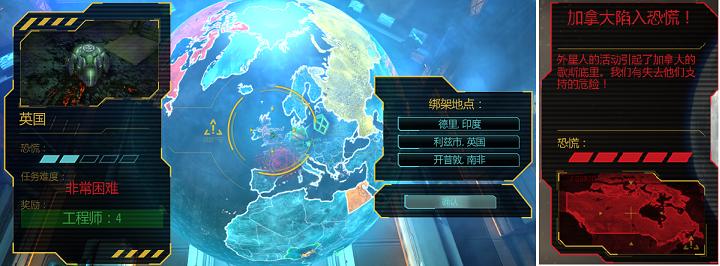 英国
恐慌：
任务难度：
非常困难
奖励：
工程师：4
绑架地点：
德里, 印度
利兹市, 英国
开普敦, 南非
确认
加拿大陷入恐慌！
外星人的活动引起了加拿大的
歇斯底里。我们有失去他们支
持的危险！
恐慌：